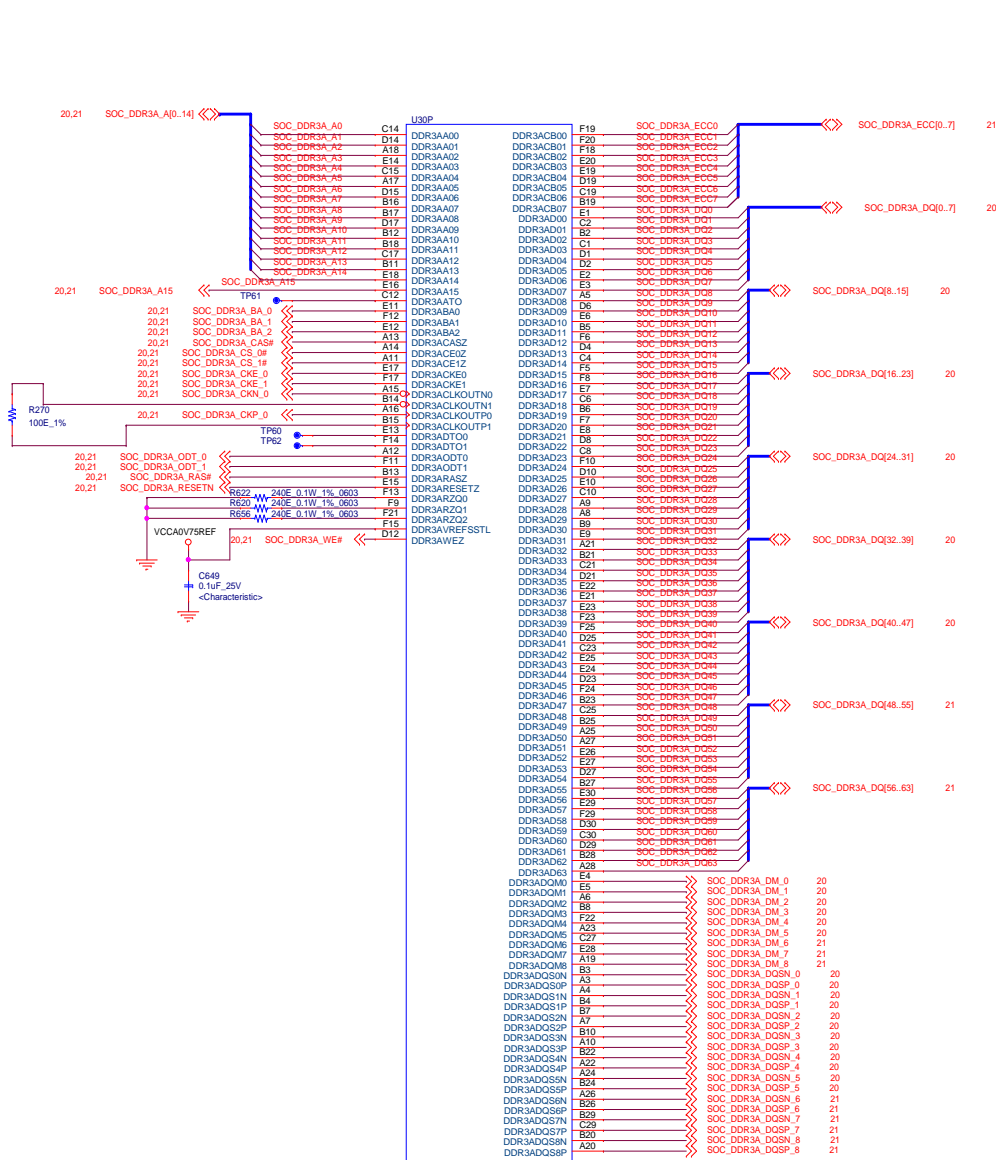 U30P
20,21 SOC_DDR3A_A[0..14]
SOC_DDR3A_A0 C14 DDR3AA00
SOC_DDR3A_A1 D14 DDR3AA01
SOC_DDR3A_A2 A18 DDR3AA02
SOC_DDR3A_A3 E14 DDR3AA03
SOC_DDR3A_A4 C15 DDR3AA04
SOC_DDR3A_A5 A17 DDR3AA05
SOC_DDR3A_A6 D15 DDR3AA06
SOC_DDR3A_A7 B16 DDR3AA07
SOC_DDR3A_A8 B17 DDR3AA08
SOC_DDR3A_A9 D17 DDR3AA09
SOC_DDR3A_A10 B12 DDR3AA10
SOC_DDR3A_A11 B18 DDR3AA11
SOC_DDR3A_A12 C17 DDR3AA12
SOC_DDR3A_A13 B11 DDR3AA13
SOC_DDR3A_A14 E18 DDR3AA14
20,21 SOC_DDR3A_A15 SOC_DDR3A_A15 E16 DDR3AA15
TP61 C12 DDR3AATO
20,21 SOC_DDR3A_BA_0 E11 DDR3ABA0
20,21 SOC_DDR3A_BA_1 F12 DDR3ABA1
20,21 SOC_DDR3A_BA_2 E12 DDR3ABA2
20,21 SOC_DDR3A_CAS# A13 DDR3ACASZ
20,21 SOC_DDR3A_CS_0# A14 DDR3ACE0Z
20,21 SOC_DDR3A_CS_1# A11 DDR3ACE1Z
20,21 SOC_DDR3A_CKE_0 E17 DDR3ACKE0
20,21 SOC_DDR3A_CKE_1 F17 DDR3ACKE1
20,21 SOC_DDR3A_CKN_0 A15 DDR3ACLKOUTN0
B14 DDR3ACLKOUTN1
20,21 SOC_DDR3A_CKP_0 A16 DDR3ACLKOUTP0
B15 DDR3ACLKOUTP1
R270
100E_1%
TP60 E13 DDR3ADTO0
TP62 F14 DDR3ADTO1
20,21 SOC_DDR3A_ODT_0 A12 DDR3AODT0
20,21 SOC_DDR3A_ODT_1 F11 DDR3AODT1
20,21 SOC_DDR3A_RAS# B13 DDR3ARASZ
20,21 SOC_DDR3A_RESETN E15 DDR3ARESETZ
R622 240E_0.1W_1%_0603 F13 DDR3ARZQ0
R620 240E_0.1W_1%_0603 F9 DDR3ARZQ1
R656 240E_0.1W_1%_0603 F21 DDR3ARZQ2
F15 DDR3AVREFSSTL
20,21 SOC_DDR3A_WE# D12 DDR3AWEZ
VCCA0V75REF
C649
0.1uF_25V
<Characteristic>
DDR3ACB00 F19 SOC_DDR3A_ECC0
SOC_DDR3A_ECC[0..7] 21
DDR3ACB01 F20 SOC_DDR3A_ECC1
DDR3ACB02 F18 SOC_DDR3A_ECC2
DDR3ACB03 E20 SOC_DDR3A_ECC3
DDR3ACB04 E19 SOC_DDR3A_ECC4
DDR3ACB05 D19 SOC_DDR3A_ECC5
DDR3ACB06 C19 SOC_DDR3A_ECC6
DDR3ACB07 B19 SOC_DDR3A_ECC7
SOC_DDR3A_DQ[0..7] 20
DDR3AD00 E1 SOC_DDR3A_DQ0
DDR3AD01 C2 SOC_DDR3A_DQ1
DDR3AD02 B2 SOC_DDR3A_DQ2
DDR3AD03 C1 SOC_DDR3A_DQ3
DDR3AD04 D1 SOC_DDR3A_DQ4
DDR3AD05 D2 SOC_DDR3A_DQ5
DDR3AD06 E2 SOC_DDR3A_DQ6
DDR3AD07 E3 SOC_DDR3A_DQ7
SOC_DDR3A_DQ[8..15] 20
DDR3AD08 A5 SOC_DDR3A_DQ8
DDR3AD09 D6 SOC_DDR3A_DQ9
DDR3AD10 E6 SOC_DDR3A_DQ10
DDR3AD11 B5 SOC_DDR3A_DQ11
DDR3AD12 F6 SOC_DDR3A_DQ12
DDR3AD13 D4 SOC_DDR3A_DQ13
DDR3AD14 C4 SOC_DDR3A_DQ14
DDR3AD15 F5 SOC_DDR3A_DQ15
SOC_DDR3A_DQ[16..23] 20
DDR3AD16 F8 SOC_DDR3A_DQ16
DDR3AD17 E7 SOC_DDR3A_DQ17
DDR3AD18 C6 SOC_DDR3A_DQ18
DDR3AD19 B6 SOC_DDR3A_DQ19
DDR3AD20 F7 SOC_DDR3A_DQ20
DDR3AD21 E8 SOC_DDR3A_DQ21
DDR3AD22 D8 SOC_DDR3A_DQ22
DDR3AD23 C8 SOC_DDR3A_DQ23
SOC_DDR3A_DQ[24..31] 20
DDR3AD24 F10 SOC_DDR3A_DQ24
DDR3AD25 D10 SOC_DDR3A_DQ25
DDR3AD26 E10 SOC_DDR3A_DQ26
DDR3AD27 C10 SOC_DDR3A_DQ27
DDR3AD28 A9 SOC_DDR3A_DQ28
DDR3AD29 A8 SOC_DDR3A_DQ29
DDR3AD30 B9 SOC_DDR3A_DQ30
DDR3AD31 E9 SOC_DDR3A_DQ31
SOC_DDR3A_DQ[32..39] 20
DDR3AD32 A21 SOC_DDR3A_DQ32
DDR3AD33 B21 SOC_DDR3A_DQ33
DDR3AD34 C21 SOC_DDR3A_DQ34
DDR3AD35 D21 SOC_DDR3A_DQ35
DDR3AD36 E22 SOC_DDR3A_DQ36
DDR3AD37 E21 SOC_DDR3A_DQ37
DDR3AD38 E23 SOC_DDR3A_DQ38
DDR3AD39 F23 SOC_DDR3A_DQ39
SOC_DDR3A_DQ[40..47] 20
DDR3AD40 F25 SOC_DDR3A_DQ40
DDR3AD41 D25 SOC_DDR3A_DQ41
DDR3AD42 C23 SOC_DDR3A_DQ42
DDR3AD43 E25 SOC_DDR3A_DQ43
DDR3AD44 E24 SOC_DDR3A_DQ44
DDR3AD45 D23 SOC_DDR3A_DQ45
DDR3AD46 F24 SOC_DDR3A_DQ46
DDR3AD47 B23 SOC_DDR3A_DQ47
SOC_DDR3A_DQ[48..55] 21
DDR3AD48 C25 SOC_DDR3A_DQ48
DDR3AD49 B25 SOC_DDR3A_DQ49
DDR3AD50 A25 SOC_DDR3A_DQ50
DDR3AD51 A27 SOC_DDR3A_DQ51
DDR3AD52 E26 SOC_DDR3A_DQ52
DDR3AD53 E27 SOC_DDR3A_DQ53
DDR3AD54 D27 SOC_DDR3A_DQ54
DDR3AD55 B27 SOC_DDR3A_DQ55
SOC_DDR3A_DQ[56..63] 21
DDR3AD56 E30 SOC_DDR3A_DQ56
DDR3AD57 E29 SOC_DDR3A_DQ57
DDR3AD58 F29 SOC_DDR3A_DQ58
DDR3AD59 D30 SOC_DDR3A_DQ59
DDR3AD60 C30 SOC_DDR3A_DQ60
DDR3AD61 D29 SOC_DDR3A_DQ61
DDR3AD62 B28 SOC_DDR3A_DQ62
DDR3AD63 A28 SOC_DDR3A_DQ63
DDR3ADQM0 E4 SOC_DDR3A_DM_0 20
DDR3ADQM1 E5 SOC_DDR3A_DM_1 20
DDR3ADQM2 A6 SOC_DDR3A_DM_2 20
DDR3ADQM3 B8 SOC_DDR3A_DM_3 20
DDR3ADQM4 F22 SOC_DDR3A_DM_4 20
DDR3ADQM5 A23 SOC_DDR3A_DM_5 20
DDR3ADQM6 C27 SOC_DDR3A_DM_6 21
DDR3ADQM7 E28 SOC_DDR3A_DM_7 21
DDR3ADQM8 A19 SOC_DDR3A_DM_8 21
DDR3ADQS0N B3 SOC_DDR3A_DQSN_0 20
DDR3ADQS0P A3 SOC_DDR3A_DQSP_0 20
DDR3ADQS1N A4 SOC_DDR3A_DQSN_1 20
DDR3ADQS1P B4 SOC_DDR3A_DQSP_1 20
DDR3ADQS2N B7 SOC_DDR3A_DQSN_2 20
DDR3ADQS2P A7 SOC_DDR3A_DQSP_2 20
DDR3ADQS3N B10 SOC_DDR3A_DQSN_3 20
DDR3ADQS3P A10 SOC_DDR3A_DQSP_3 20
DDR3ADQS4N B22 SOC_DDR3A_DQSN_4 20
DDR3ADQS4P A22 SOC_DDR3A_DQSP_4 20
DDR3ADQS5N A24 SOC_DDR3A_DQSN_5 20
DDR3ADQS5P B24 SOC_DDR3A_DQSP_5 20
DDR3ADQS6N A26 SOC_DDR3A_DQSN_6 21
DDR3ADQS6P B26 SOC_DDR3A_DQSP_6 21
DDR3ADQS7N B29 SOC_DDR3A_DQSN_7 21
DDR3ADQS7P C29 SOC_DDR3A_DQSP_7 21
DDR3ADQS8N B20 SOC_DDR3A_DQSN_8 21
DDR3ADQS8P A20 SOC_DDR3A_DQSP_8 21